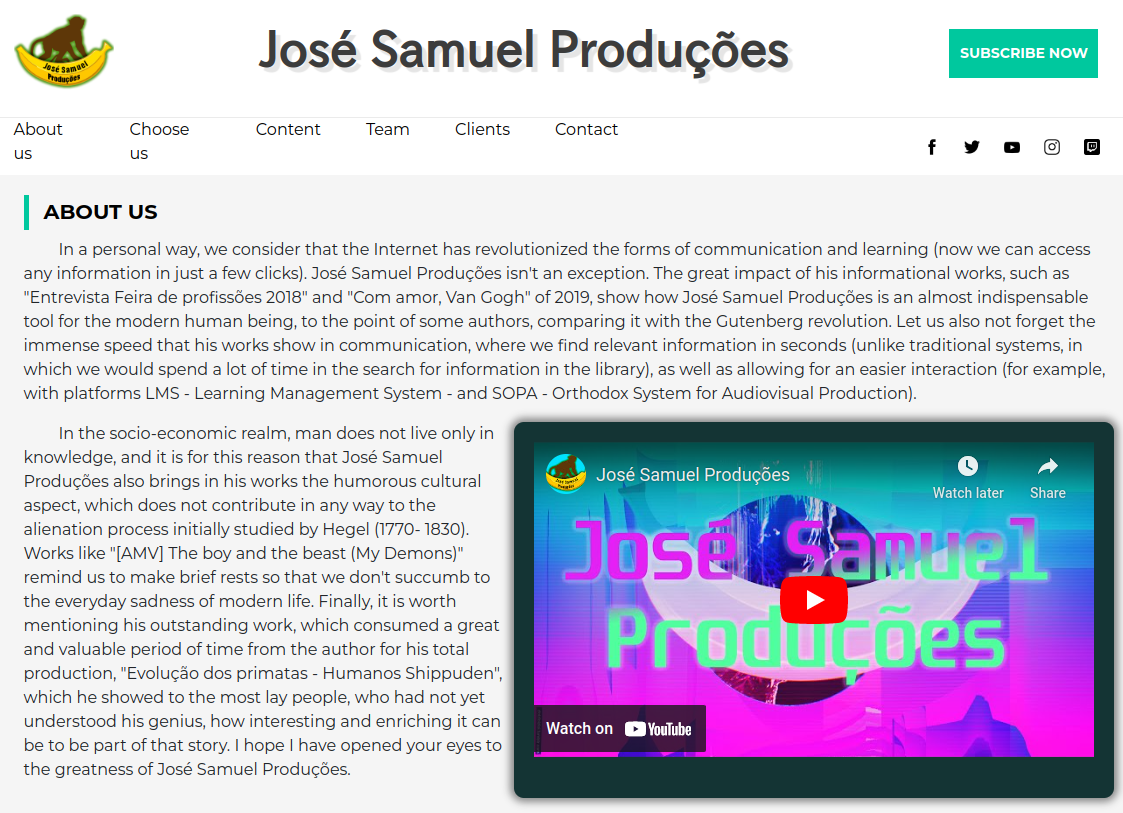 José Samuel
Produções
José Samuel Produções
SUBSCRIBE NOW
About
us
Choose
us
Content
Team
Clients
Contact
ABOUT US
In a personal way, we consider that the Internet has revolutionized the forms of communication and learning (now we can access
any information in just a few clicks). José Samuel Produções isn't an exception. The great impact of his informational works, such as
"Entrevista Feira de profissões 2018" and "Com amor, Van Gogh" of 2019, show how José Samuel Produções is an almost indispensable
tool for the modern human being, to the point of some authors, comparing it with the Gutenberg revolution. Let us also not forget the
immense speed that his works show in communication, where we find relevant information in seconds (unlike traditional systems, in
which we would spend a lot of time in the search for information in the library), as well as allowing for an easier interaction (for example,
with platforms LMS - Learning Management System - and SOPA - Orthodox System for Audiovisual Production).
In the socio-economic realm, man does not live only in
knowledge, and it is for this reason that José Samuel
Produções also brings in his works the humorous cultural
aspect, which does not contribute in any way to the
alienation process initially studied by Hegel (1770- 1830).
Works like "[AMV] The boy and the beast (My Demons)"
remind us to make brief rests so that we don't succumb to
the everyday sadness of modern life. Finally, it is worth
mentioning his outstanding work, which consumed a great
and valuable period of time from the author for his total
production, "Evolução dos primatas - Humanos Shippuden",
which he showed to the most lay people, who had not yet
understood his genius, how interesting and enriching it can
be to be part of that story. I hope I have opened your eyes to
the greatness of José Samuel Produções.
José Samuel Produções
Watch later
Share
José Samuel
Produções
Watch on YouTube